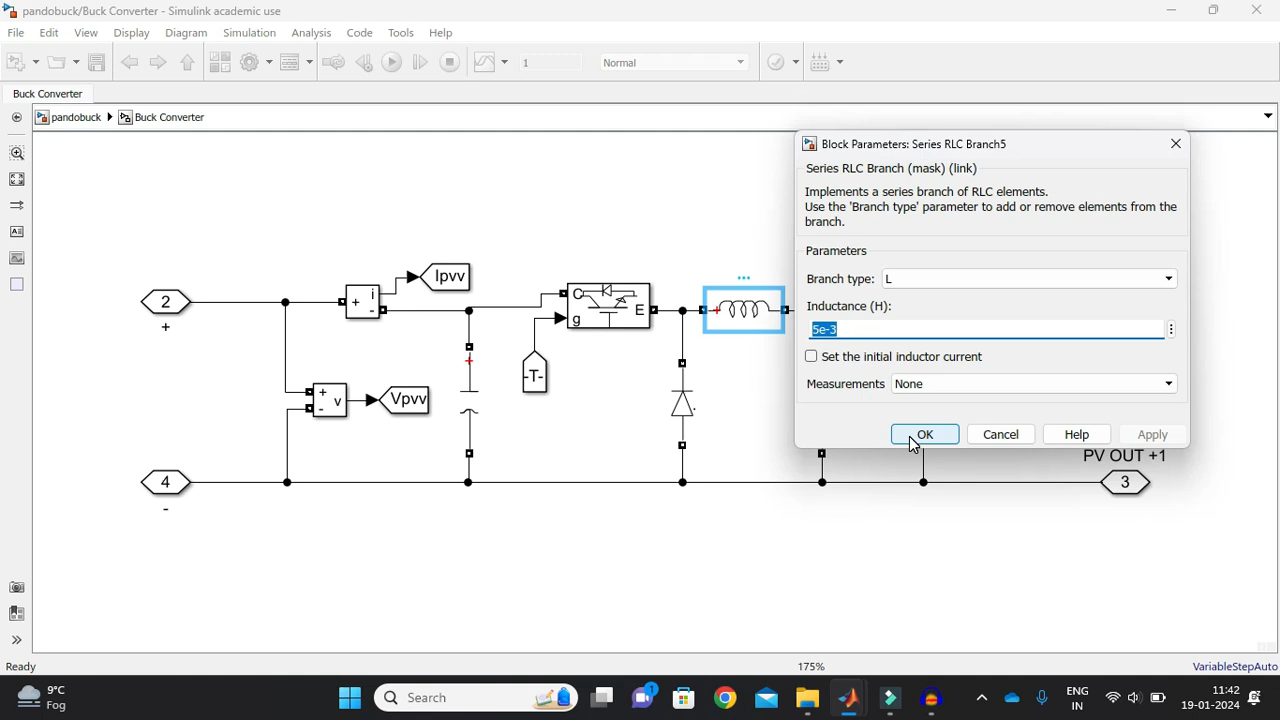 pandobuck/Buck Converter - Simulink academic use
File Edit View Display Diagram Simulation Analysis Code Tools Help
1 Normal
Buck Converter
pandobuck Buck Converter
Block Parameters: Series RLC Branch5
Series RLC Branch (mask) (link)
Implements a series branch of RLC elements.
Use the 'Branch type' parameter to add or remove elements from the
branch.
Parameters
Branch type: L
Inductance (H):
5e-3
Set the initial inductor current
Measurements None
OK Cancel Help Apply
Ipvv
2
+
i
+
-
C
g
E
-T-
+
-
v
Vpvv
+
+
4
-
PV OUT +1
3
Ready 175% VariableStepAuto
9°C
Fog
Search
1
ENG
IN
11:42
19-01-2024